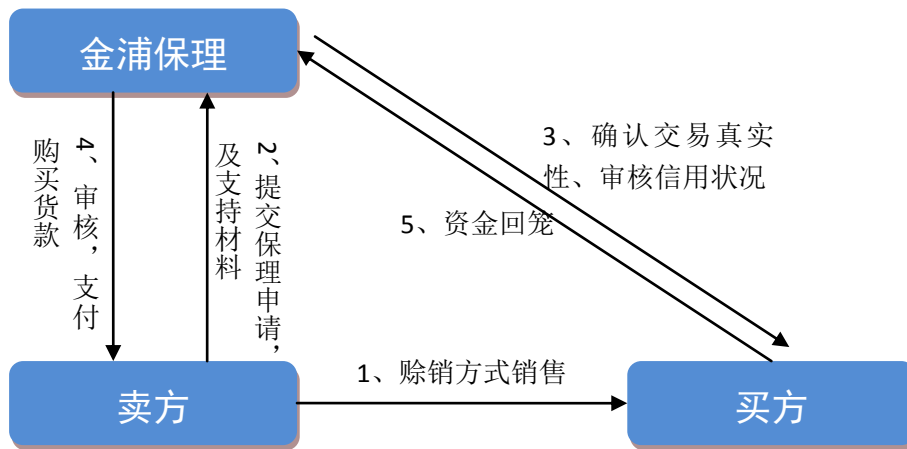 金浦保理
3、确认交易真实
性、审核信用状况
4、审核，支付
购买货款
2、提交保理申请，
及支持材料
5、资金回笼
1、赊销方式销售
卖方
买方